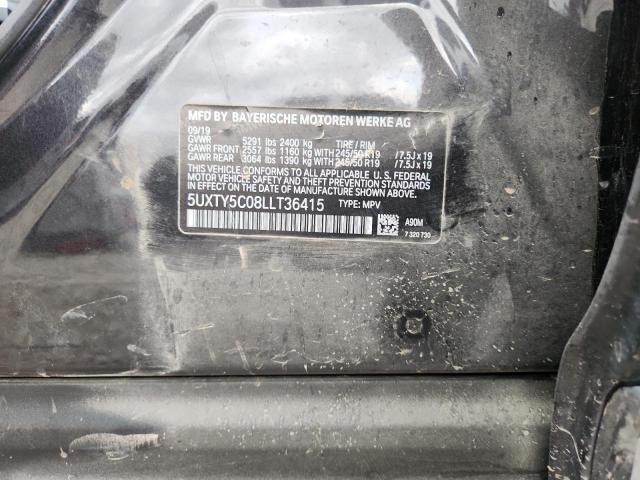 MFD BY BAYERISCHE MOTOREN WERKE AG
09/19
GVWR 5291 lbs 2400 kg TIRE / RIM
GAWR FRONT 2557 lbs 1160 kg WITH 245/50 R19 / 7.5J x 19
GAWR REAR 3064 lbs 1390 kg WITH 245/50 R19 / 7.5J x 19
THIS VEHICLE CONFORMS TO ALL APPLICABLE U. S. FEDERAL
MOTOR VEHICLE SAFETY, BUMPER, AND THEFT PREVENTION
STANDARDS IN EFFECT ON THE DATE OF MANUFACTURE SHOWN ABOVE.
5UXTY5C08LLT36415 TYPE: MPV
A90M
7 320 730